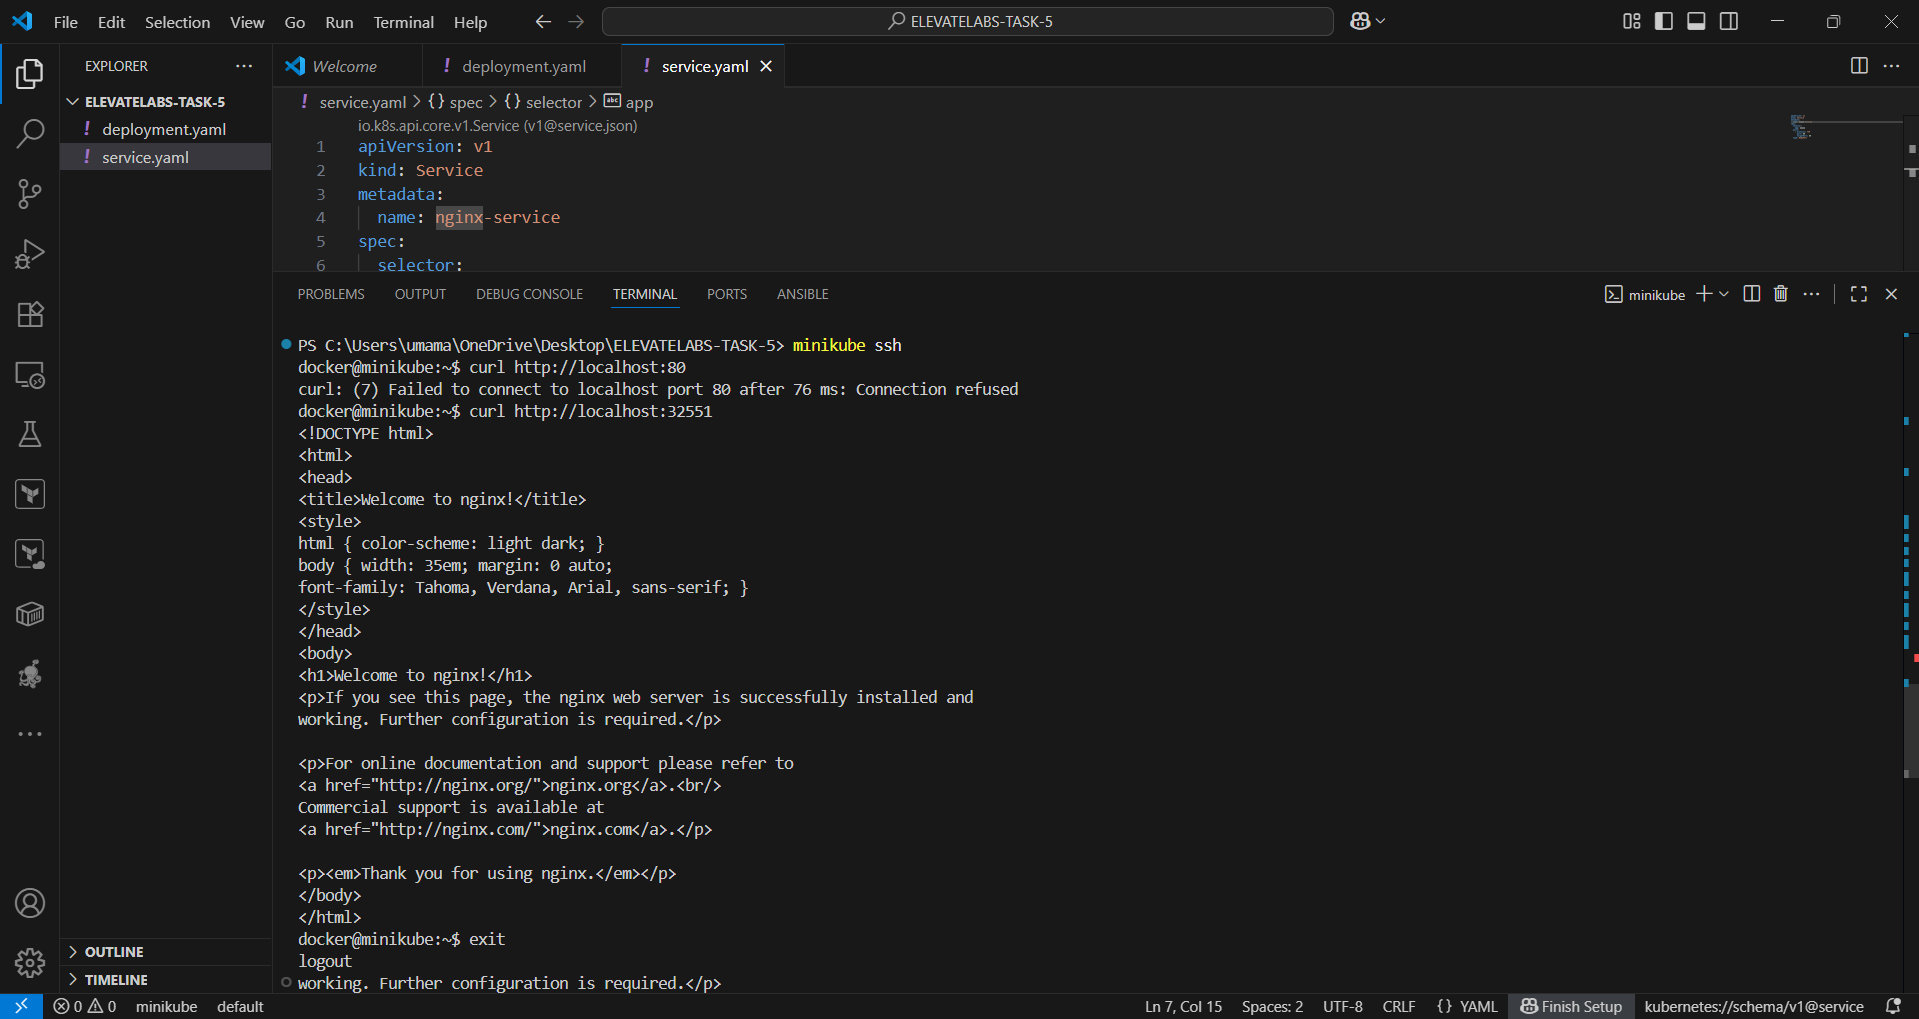 File Edit Selection View Go Run Terminal Help
ELEVATELABS-TASK-5
EXPLORER
ELEVATELABS-TASK-5
! deployment.yaml
! service.yaml
OUTLINE
TIMELINE
Welcome
! deployment.yaml
! service.yaml
! service.yaml > {} spec > {} selector > abc app
io.k8s.api.core.v1.Service (v1@service.json)
1 apiVersion: v1
2 kind: Service
3 metadata:
4 name: nginx-service
5 spec:
6 selector:
PROBLEMS OUTPUT DEBUG CONSOLE TERMINAL PORTS ANSIBLE
minikube
PS C:\Users\umama\OneDrive\Desktop\ELEVATELABS-TASK-5> minikube ssh
docker@minikube:~$ curl http://localhost:80
curl: (7) Failed to connect to localhost port 80 after 76 ms: Connection refused
docker@minikube:~$ curl http://localhost:32551
<!DOCTYPE html>
<html>
<head>
<title>Welcome to nginx!</title>
<style>
html { color-scheme: light dark; }
body { width: 35em; margin: 0 auto;
font-family: Tahoma, Verdana, Arial, sans-serif; }
</style>
</head>
<body>
<h1>Welcome to nginx!</h1>
<p>If you see this page, the nginx web server is successfully installed and
working. Further configuration is required.</p>
<p>For online documentation and support please refer to
<a href="http://nginx.org/">nginx.org</a>.<br/>
Commercial support is available at
<a href="http://nginx.com/">nginx.com</a>.</p>
<p><em>Thank you for using nginx.</em></p>
</body>
</html>
docker@minikube:~$ exit
logout
working. Further configuration is required.</p>
0 0 minikube default
Ln 7, Col 15 Spaces: 2 UTF-8 CRLF {} YAML Finish Setup kubernetes://schema/v1@service